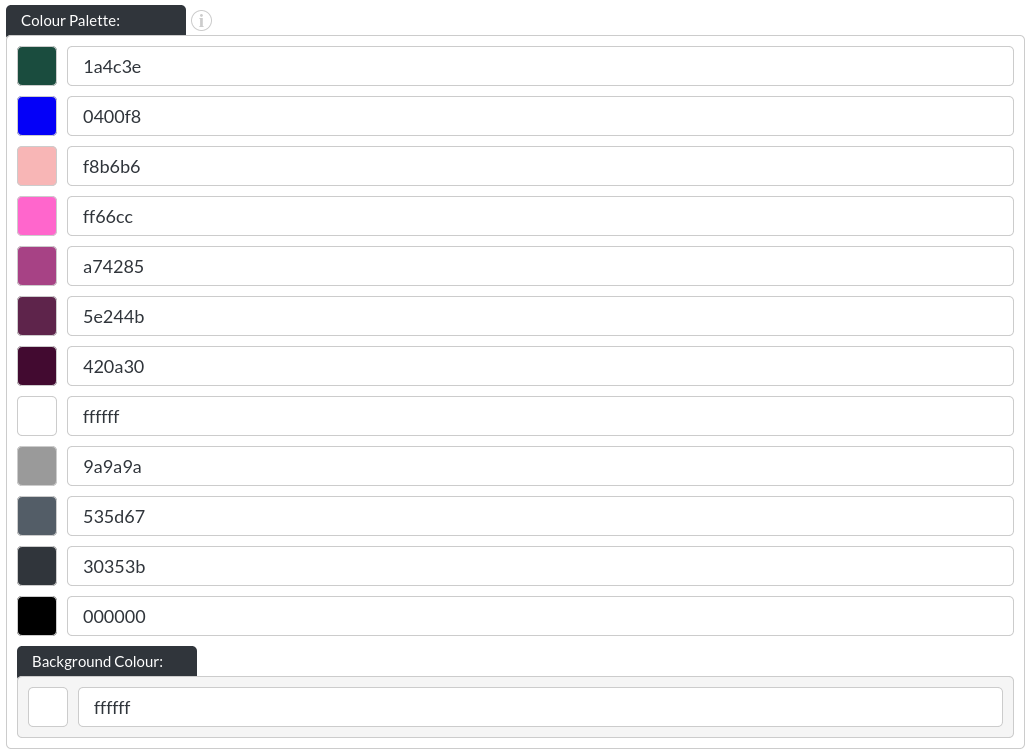 Colour Palette:
1a4c3e
0400f8
f8b6b6
ff66cc
a74285
5e244b
420a30
ffffff
9a9a9a
535d67
30353b
000000
Background Colour:
ffffff